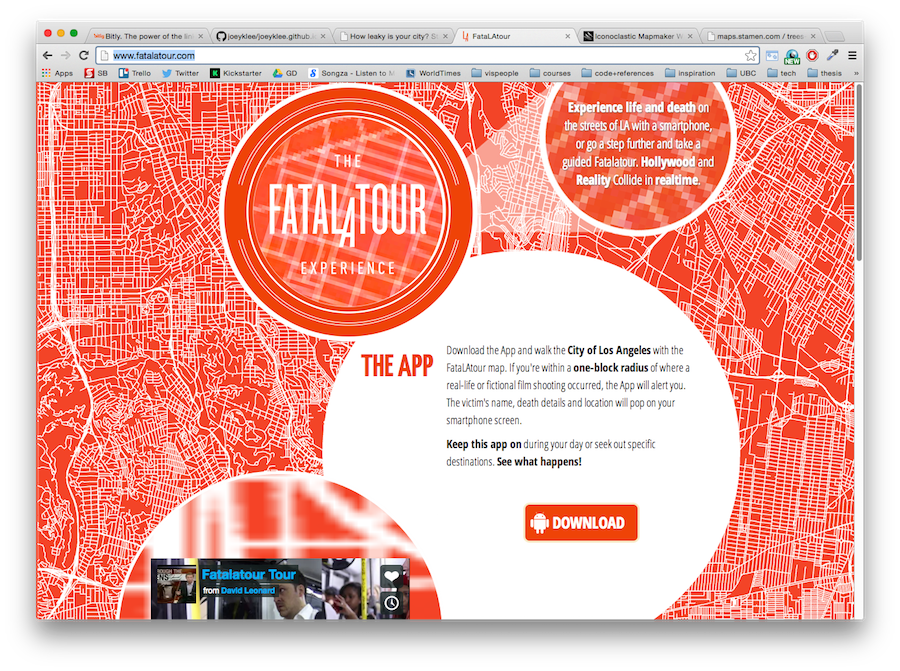 Bitly. The power of the lin
joeyklee/joeyklee.github.i
How leaky is your city? S
FataLAtour
Iconoclastic Mapmaker W
maps.stamen.com / trees
www.fatalatour.com
NEW
Apps
SB
Trello
Twitter
Kickstarter
GD
Songza - Listen to M
WorldTimes
vispeople
courses
code+references
inspiration
UBC
tech
thesis
»
THE
FATAL4TOUR
EXPERIENCE
Experience life and death on
the streets of LA with a smartphone,
or go a step further and take a
guided Fatalatour. Hollywood and
Reality Collide in realtime.
THE APP
Download the App and walk the City of Los Angeles with the
FataLAtour map. If you're within a one-block radius of where a
real-life or fictional film shooting occurred, the App will alert you.
The victim's name, death details and location will pop on your
smartphone screen.
Keep this app on during your day or seek out specific
destinations. See what happens!
DOWNLOAD
Fatalatour Tour
from David Leonard